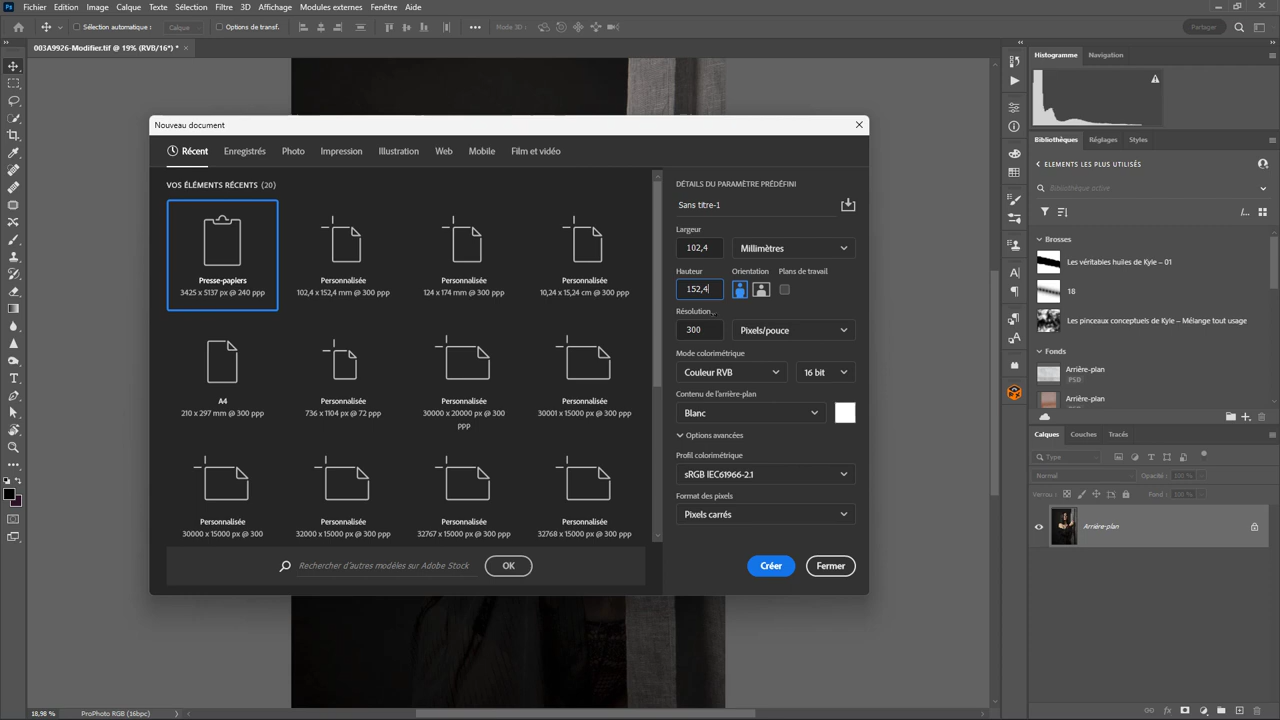 Ps Fichier Edition Image Calque Texte Sélection Filtre 3D Affichage Modules externes Fenêtre Aide
Sélection automatique : Calque Options de transf. Mode 3D : Partager
003A9926-Modifier.tif @ 19% (RVB/16*) *
Histogramme Navigation
Nouveau document
Récent Enregistrés Photo Impression Illustration Web Mobile Film et vidéo
VOS ÉLÉMENTS RÉCENTS (20)
Presse-papiers
3425 x 5137 px @ 240 ppp
Personnalisée
102,4 x 152,4 mm @ 300 ppp
Personnalisée
124 x 174 mm @ 300 ppp
Personnalisée
10,24 x 15,24 cm @ 300 ppp
A4
210 x 297 mm @ 300 ppp
Personnalisée
736 x 1104 px @ 72 ppp
Personnalisée
30000 x 20000 px @ 300
ppp
Personnalisée
30001 x 15000 px @ 300 ppp
Personnalisée
30000 x 15000 px @ 300
Personnalisée
32000 x 15000 px @ 300 ppp
Personnalisée
32767 x 15000 px @ 300 ppp
Personnalisée
32768 x 15000 px @ 300 ppp
Rechercher d'autres modèles sur Adobe Stock
OK
DÉTAILS DU PARAMÈTRE PRÉDÉFINI
Sans titre-1
Largeur
102,4 Millimètres
Hauteur Orientation Plans de travail
152,4
Résolution
300 Pixels/pouce
Mode colorimétrique
Couleur RVB 16 bit
Contenu de l'arrière-plan
Blanc
Options avancées
Profil colorimétrique
sRGB IEC61966-2.1
Format des pixels
Pixels carrés
Créer Fermer
Bibliothèques Réglages Styles
ELEMENTS LES PLUS UTILISÉS
Bibliothèque active
Brosses
Les véritables huiles de Kyle – 01
18
Les pinceaux conceptuels de Kyle – Mélange tout usage
Fonds
Arrière-plan
PSD
Arrière-plan
PSD
Calques Couches Tracés
Type
Normal Opacité : 100 %
Verrou : Fond : 100 %
Arrière-plan
18,98 % ProPhoto RGB (16bpc)